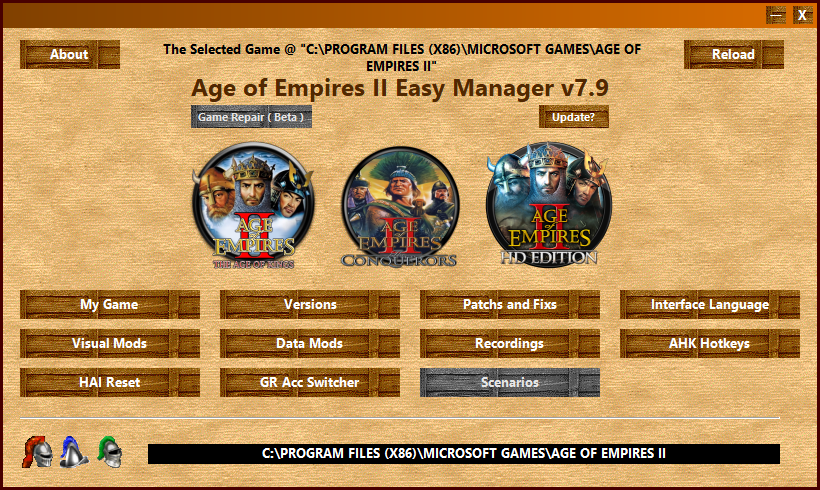 X
About
The Selected Game @ "C:\PROGRAM FILES (X86)\MICROSOFT GAMES\AGE OF
EMPIRES II"
Reload
Age of Empires II Easy Manager v7.9
Game Repair ( Beta )
Update?
AGE
of
EMPIRES
II
THE AGE OF KINGS
AGE
of
EMPIRES
II
THE
CONQUERORS
AGE
of
EMPIRES
II
HD EDITION
My Game
Versions
Patchs and Fixs
Interface Language
Visual Mods
Data Mods
Recordings
AHK Hotkeys
HAI Reset
GR Acc Switcher
Scenarios
C:\PROGRAM FILES (X86)\MICROSOFT GAMES\AGE OF EMPIRES II